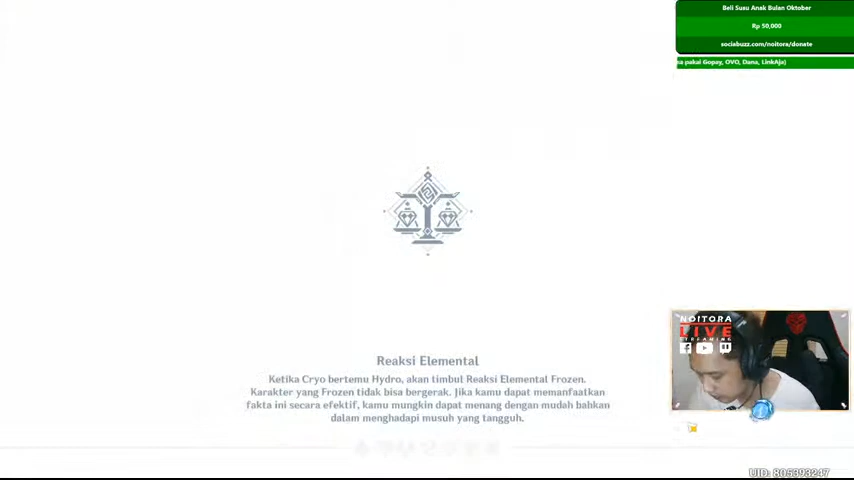 Beli Susu Anak Bulan Oktober
Rp 50,000
sociabuzz.com/noitora/donate
sa pakai Gopay, OVO, Dana, LinkAja)
NOITORA
LIVE
STREAMING
Reaksi Elemental
Ketika Cryo bertemu Hydro, akan timbul Reaksi Elemental Frozen.
Karakter yang Frozen tidak bisa bergerak. Jika kamu dapat memanfaatkan
fakta ini secara efektif, kamu mungkin dapat menang dengan mudah bahkan
dalam menghadapi musuh yang tangguh.
UID: 805393247